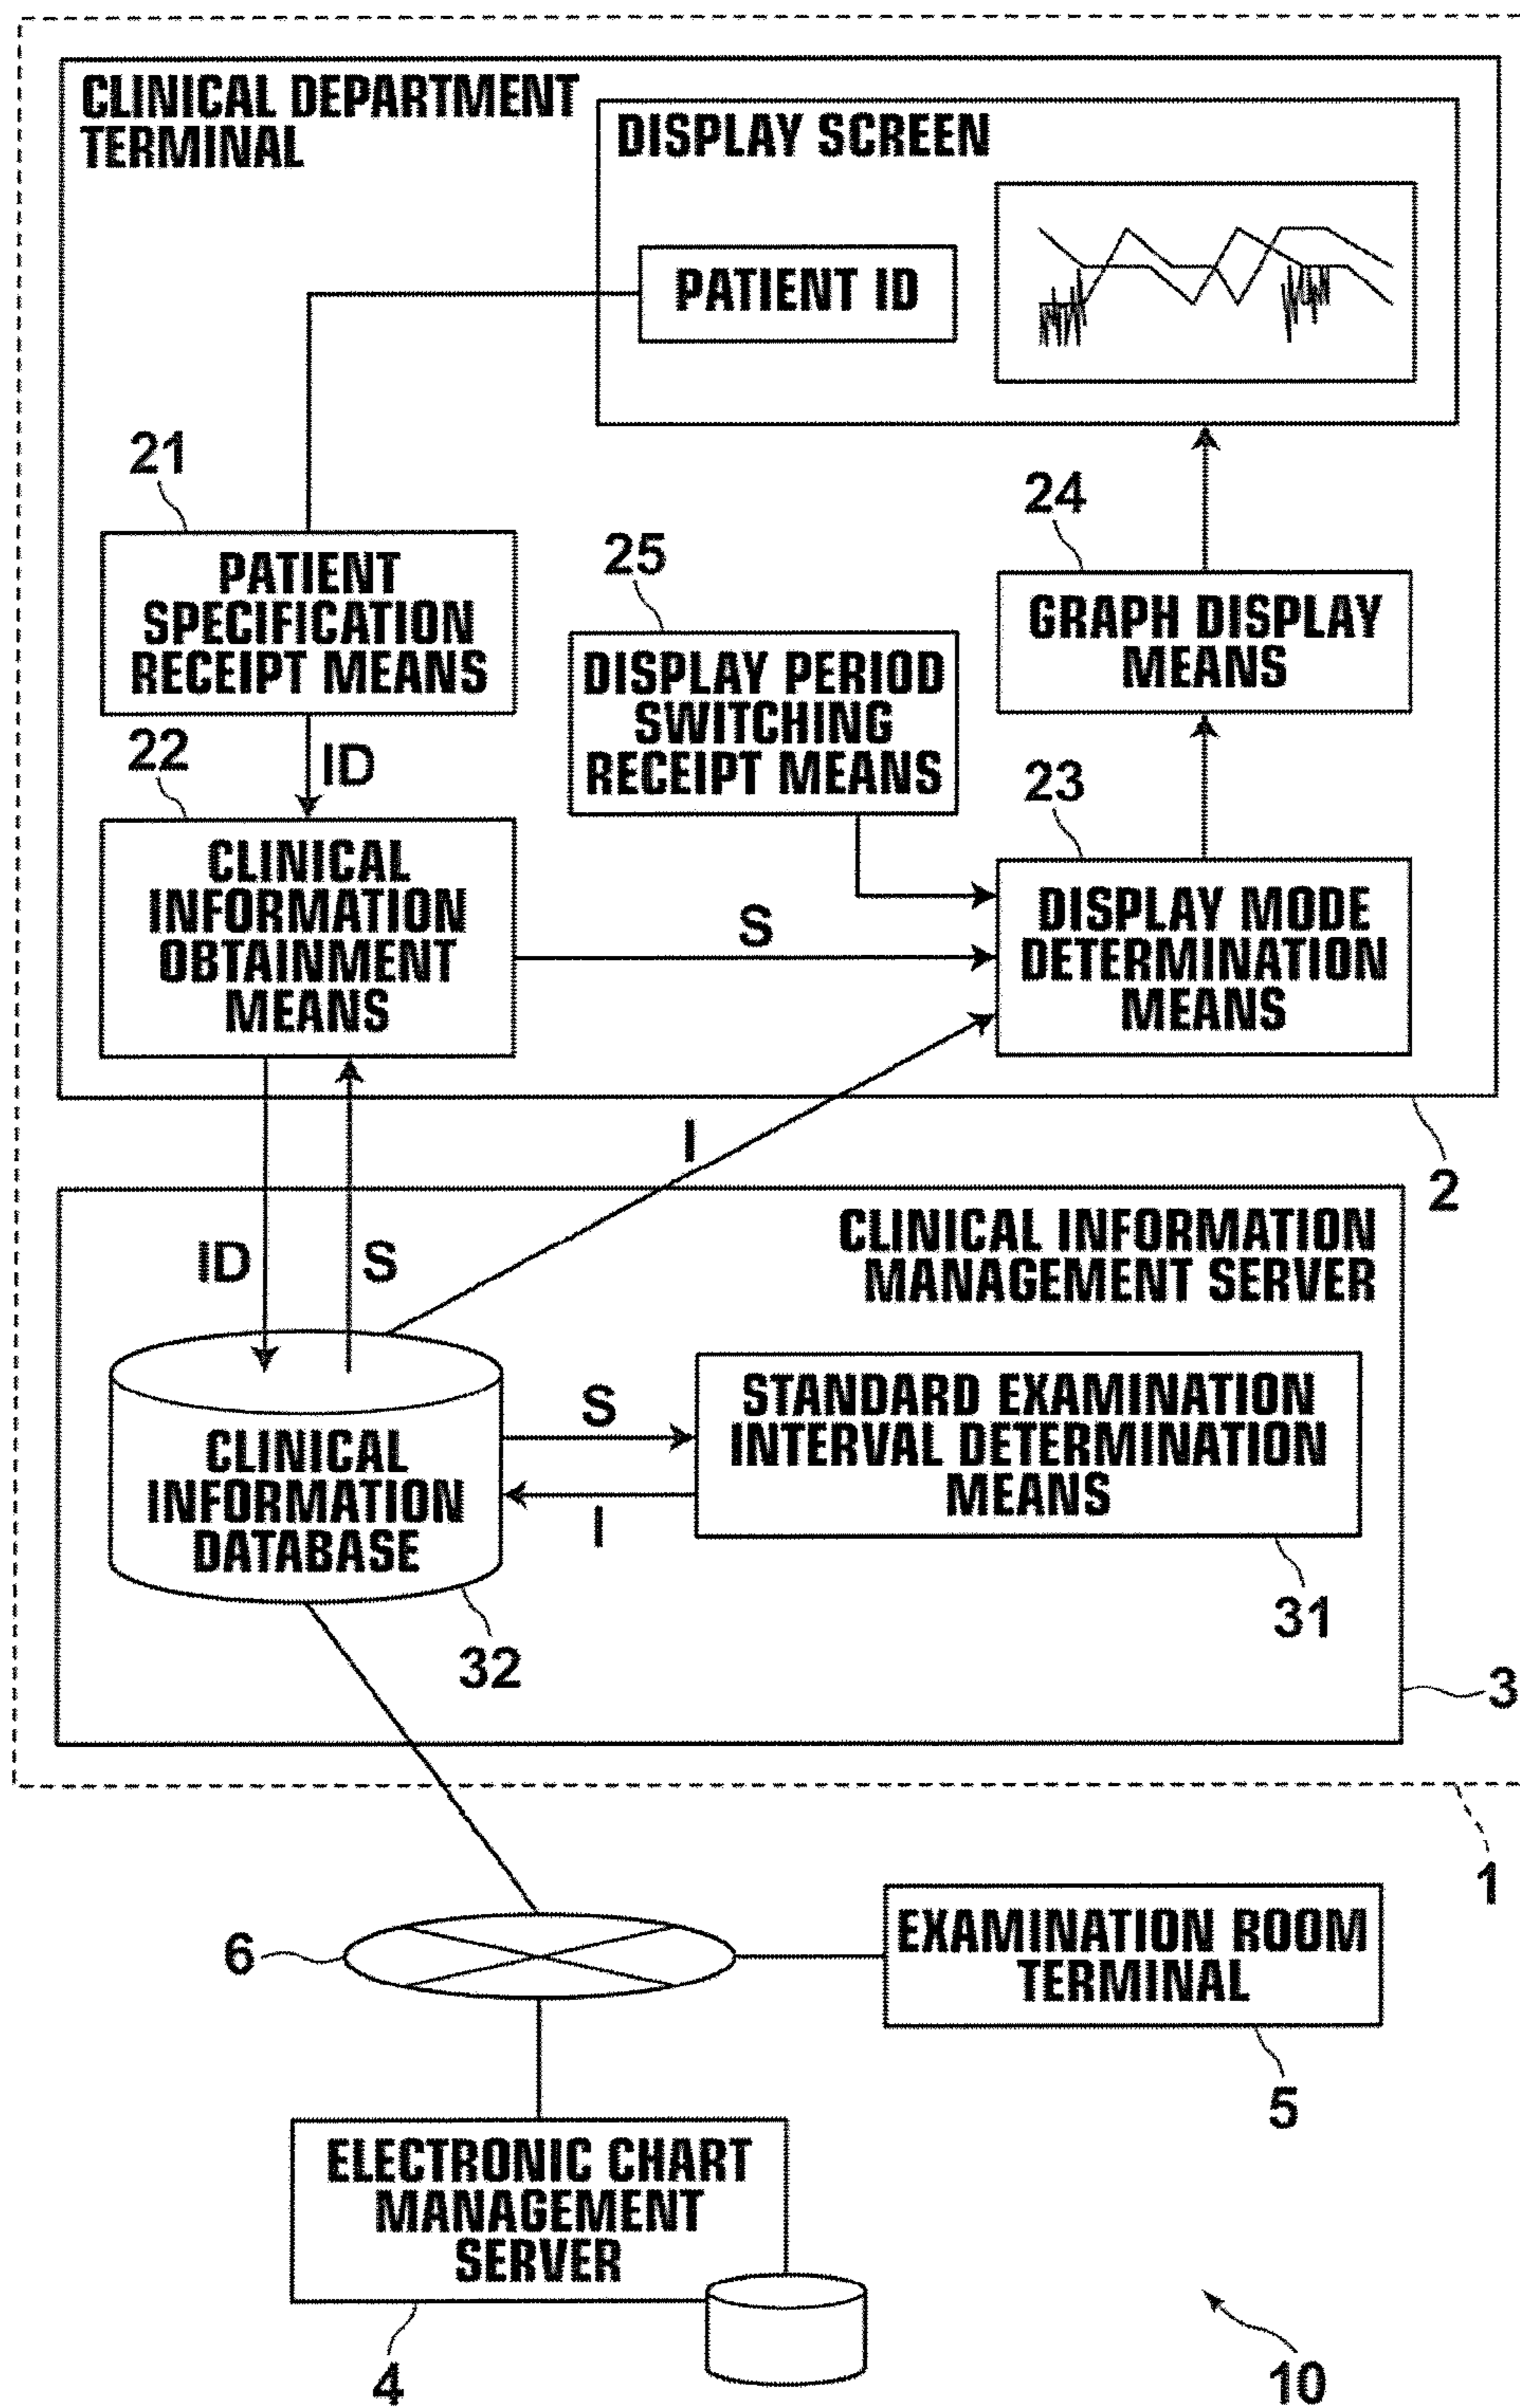 CLINICAL DEPARTMENT
TERMINAL
DISPLAY SCREEN
PATIENT ID
21
PATIENT
SPECIFICATION
RECEIPT MEANS
24
GRAPH DISPLAY
MEANS
25
DISPLAY PERIOD
SWITCHING
RECEIPT MEANS
22
ID
CLINICAL
INFORMATION
OBTAINMENT
MEANS
S
23
DISPLAY MODE
DETERMINATION
MEANS
I
2
ID
S
CLINICAL INFORMATION
MANAGEMENT SERVER
CLINICAL
INFORMATION
DATABASE
S
I
STANDARD EXAMINATION
INTERVAL DETERMINATION
MEANS
31
32
3
1
6
EXAMINATION ROOM
TERMINAL
5
ELECTRONIC CHART
MANAGEMENT
SERVER
4
10